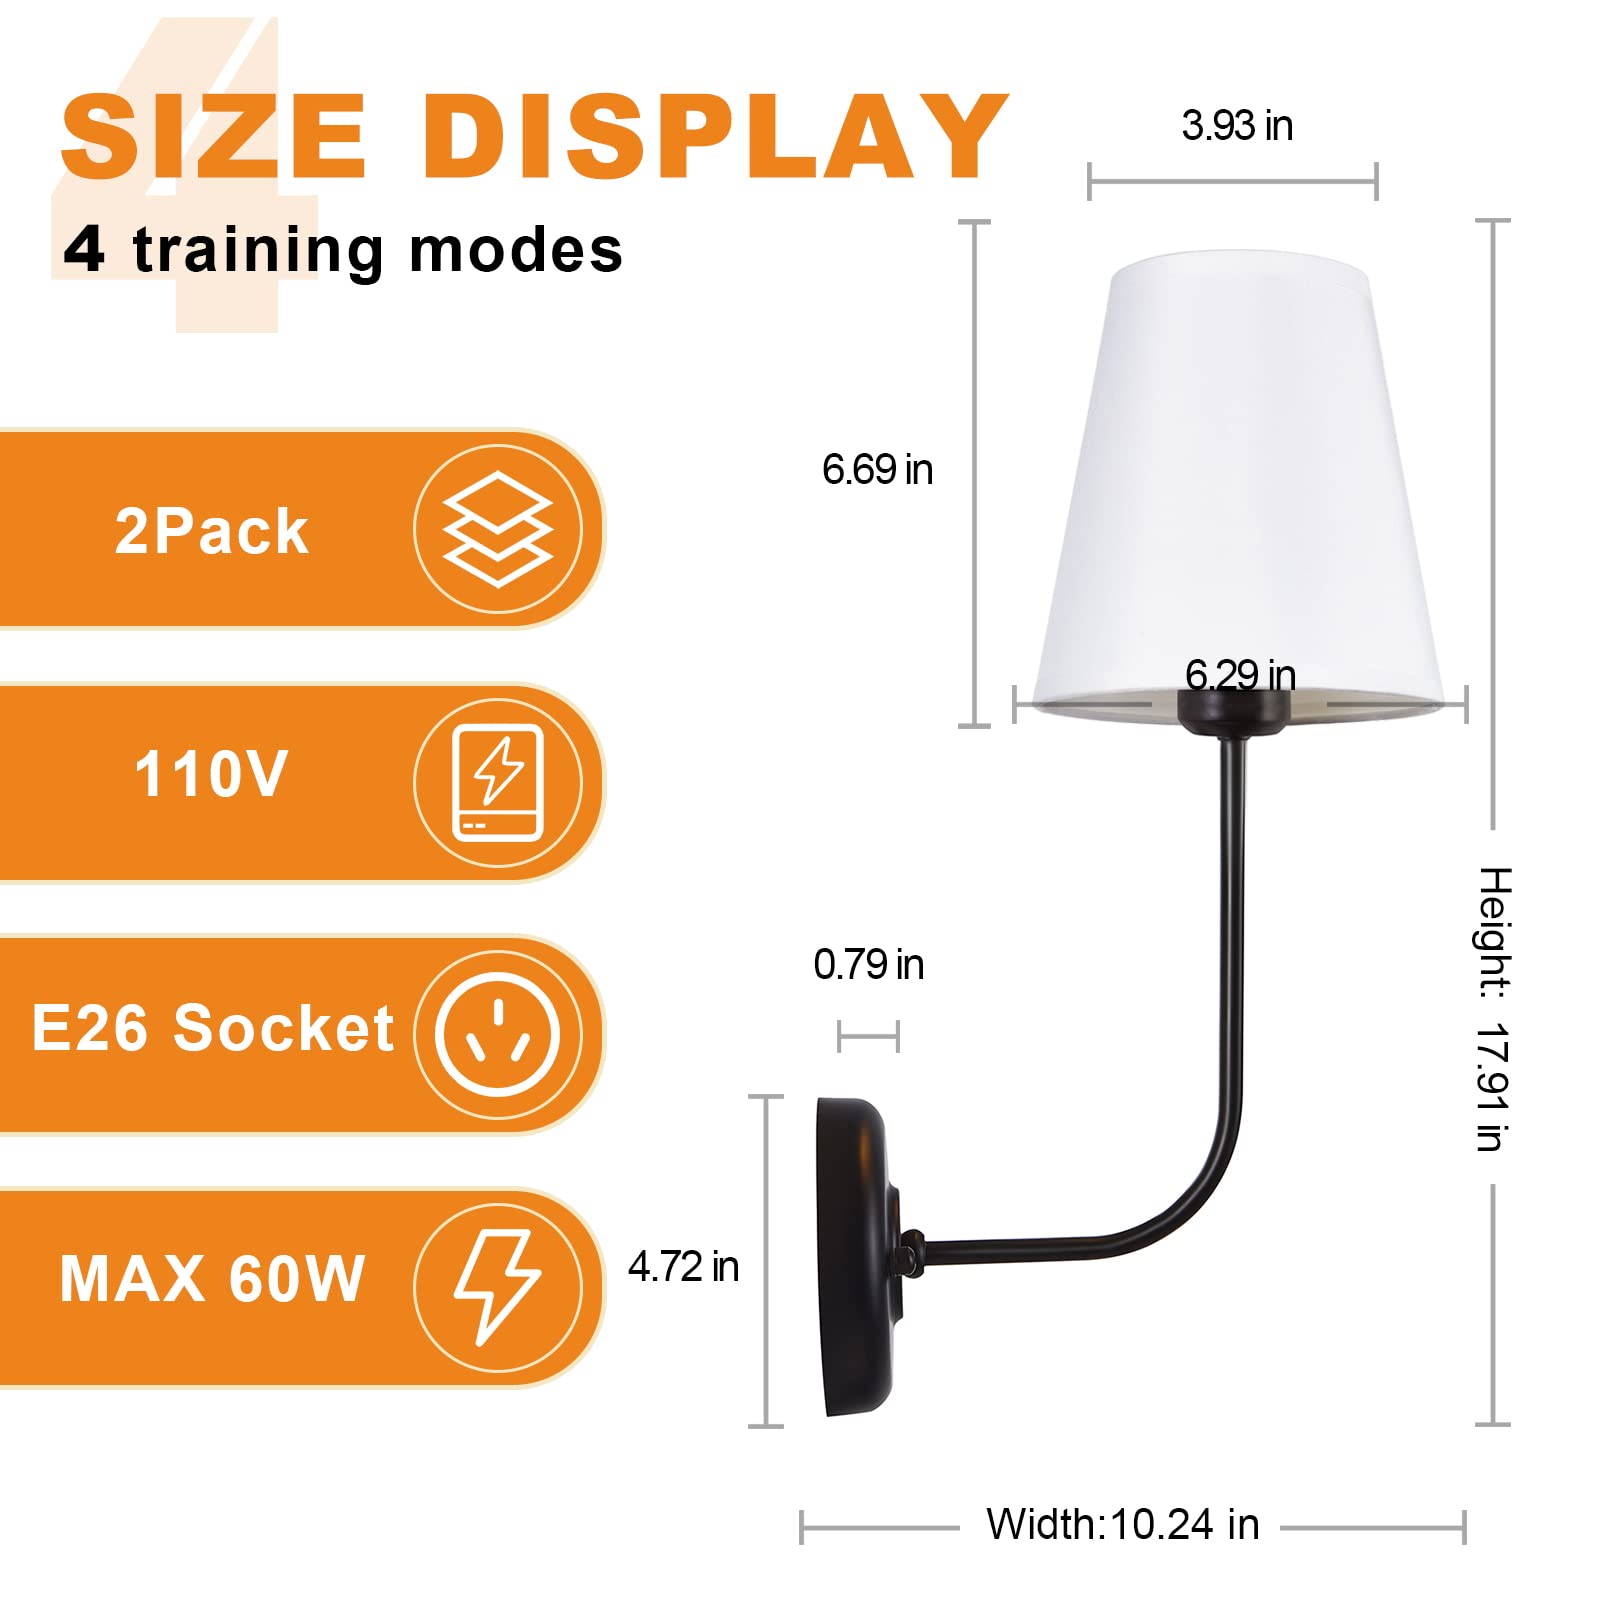 4
SIZE DISPLAY
4 training modes
2Pack
110V
E26 Socket
MAX 60W
3.93 in
6.69 in
6.29 in
0.79 in
4.72 in
Height: 17.91 in
Width:10.24 in